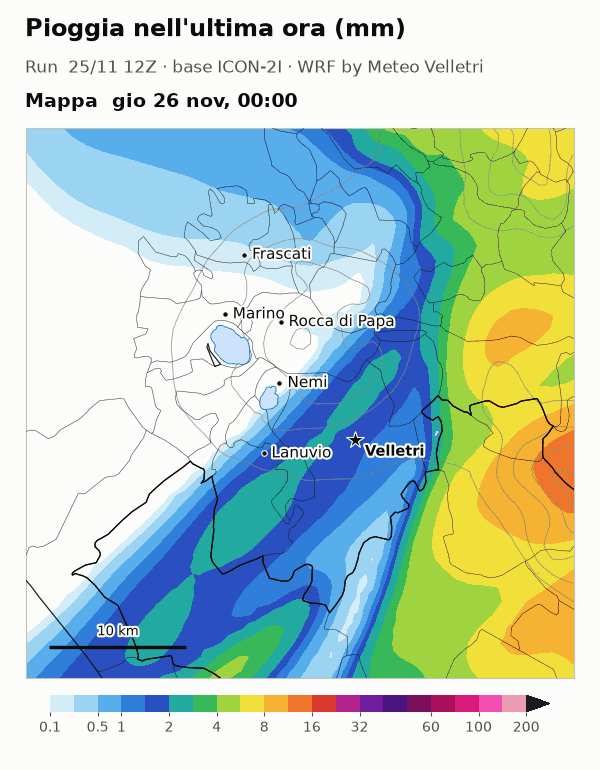 Pioggia nell'ultima ora (mm)
Run  25/11 12Z · base ICON-2I · WRF by Meteo Velletri
Mappa  gio 26 nov, 00:00
Frascati
Marino
Rocca di Papa
Nemi
Velletri
Lanuvio
10 km
0.1 0.5 1 2 4 8 16 32 60 100 200